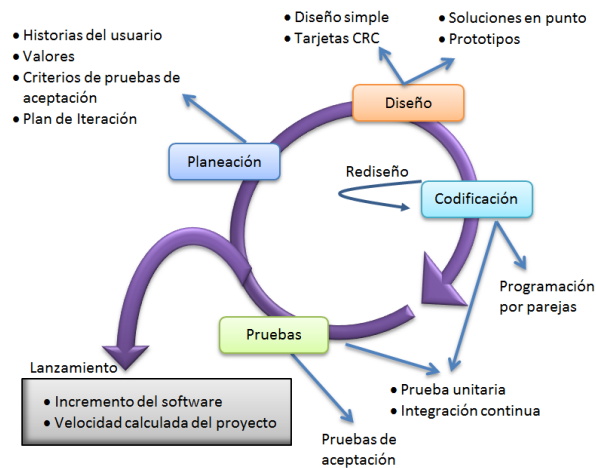 • Historias del usuario
• Valores
• Criterios de pruebas de
aceptación
• Plan de Iteración
• Diseño simple
• Tarjetas CRC
• Soluciones en punto
• Prototipos
Diseño
Planeación
Rediseño
Codificación
Programación
por parejas
Pruebas
Lanzamiento
• Incremento del software
• Velocidad calculada del proyecto
• Prueba unitaria
• Integración continua
Pruebas de
aceptación